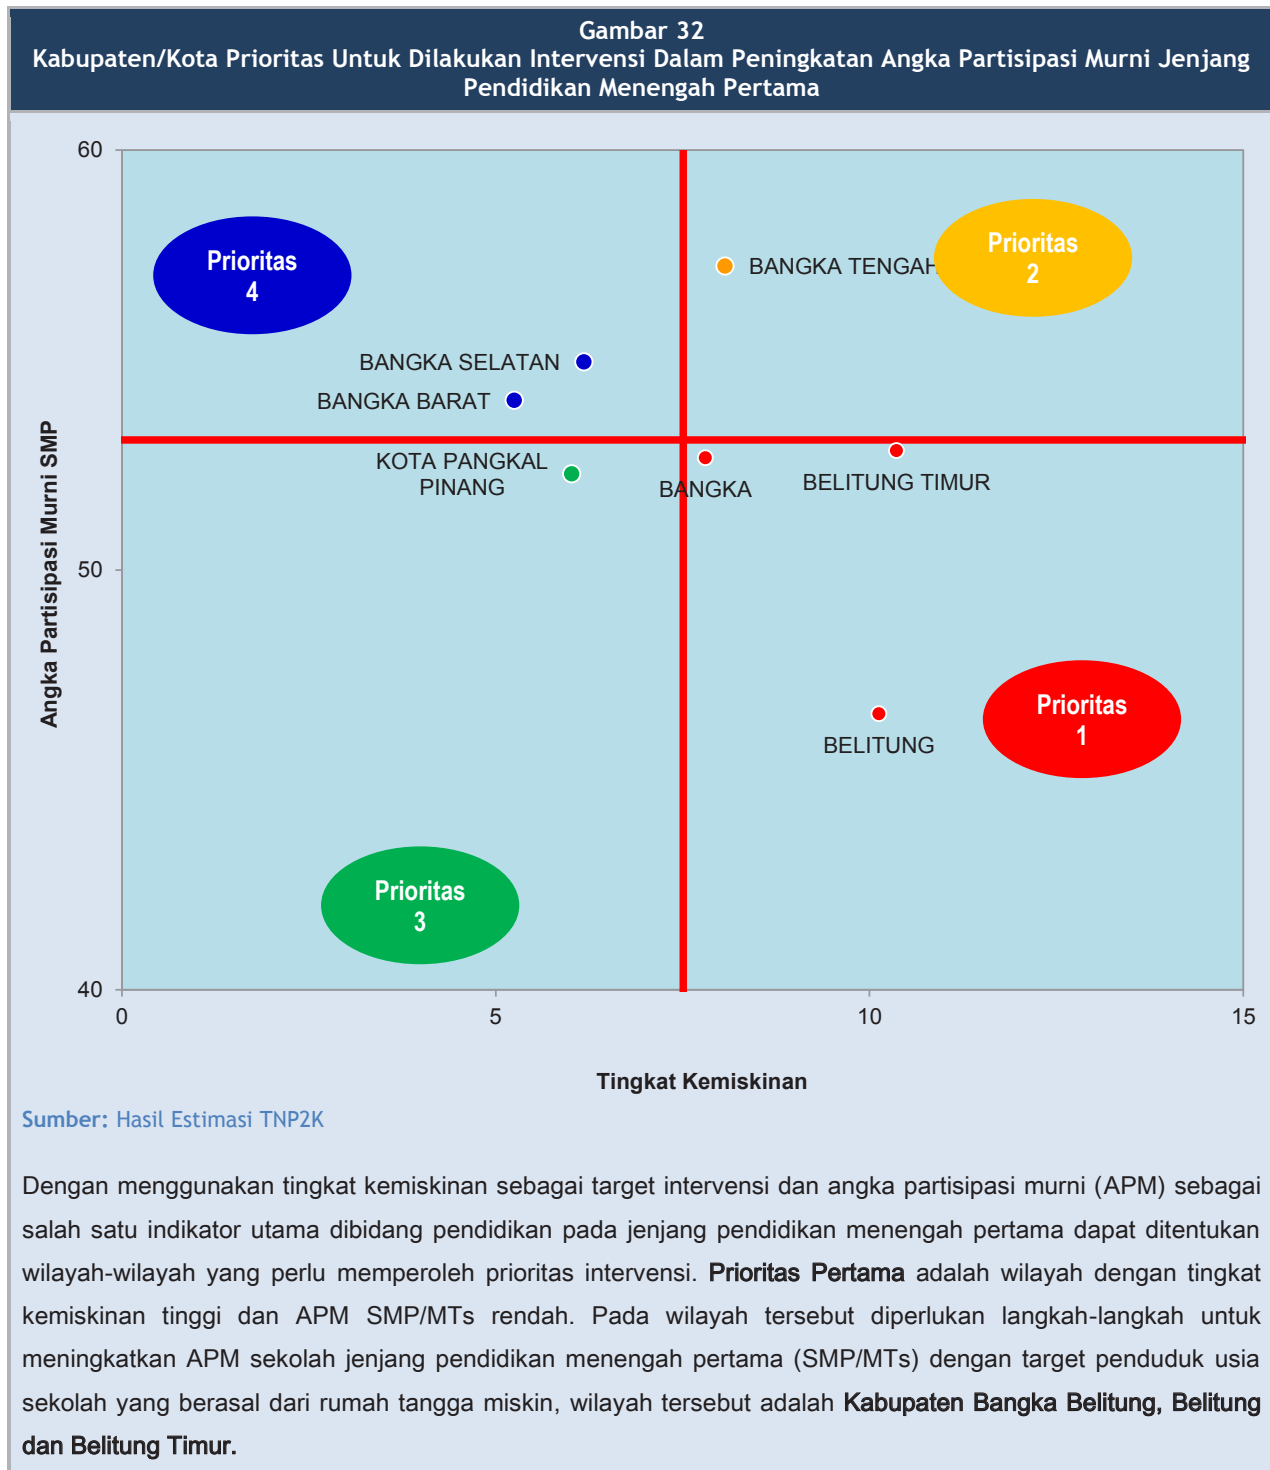 Gambar 32
Kabupaten/Kota Prioritas Untuk Dilakukan Intervensi Dalam Peningkatan Angka Partisipasi Murni Jenjang
Pendidikan Menengah Pertama
60
Prioritas
4
Prioritas
2
BANGKA TENGAH
BANGKA SELATAN
BANGKA BARAT
KOTA PANGKAL
PINANG
BANGKA
BELITUNG TIMUR
Angka Partisipasi Murni SMP
50
Prioritas
1
BELITUNG
Prioritas
3
40
0
5
10
15
Tingkat Kemiskinan
Sumber: Hasil Estimasi TNP2K
Dengan menggunakan tingkat kemiskinan sebagai target intervensi dan angka partisipasi murni (APM) sebagai
salah satu indikator utama dibidang pendidikan pada jenjang pendidikan menengah pertama dapat ditentukan
wilayah-wilayah yang perlu memperoleh prioritas intervensi. Prioritas Pertama adalah wilayah dengan tingkat
kemiskinan tinggi dan APM SMP/MTs rendah. Pada wilayah tersebut diperlukan langkah-langkah untuk
meningkatkan APM sekolah jenjang pendidikan menengah pertama (SMP/MTs) dengan target penduduk usia
sekolah yang berasal dari rumah tangga miskin, wilayah tersebut adalah Kabupaten Bangka Belitung, Belitung
dan Belitung Timur.